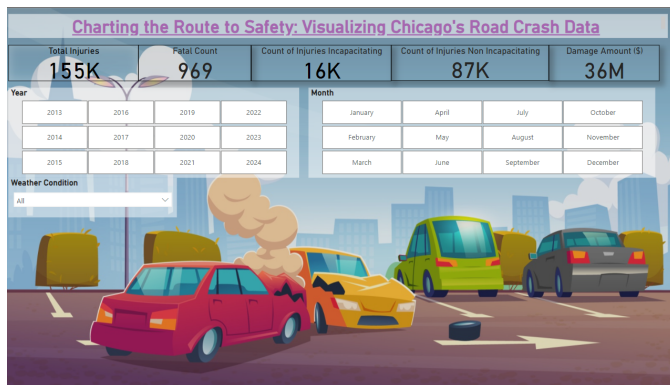 Charting the Route to Safety: Visualizing Chicago's Road Crash Data
Total Injuries Fatal Count Count of Injuries Incapacitating Count of Injuries Non Incapacitating Damage Amount ($)
155K 969 16K 87K 36M
Year Month
2013 2016 2019 2022 January April July October
2014 2017 2020 2023 February May August November
2015 2018 2021 2024 March June September December
Weather Condition
All